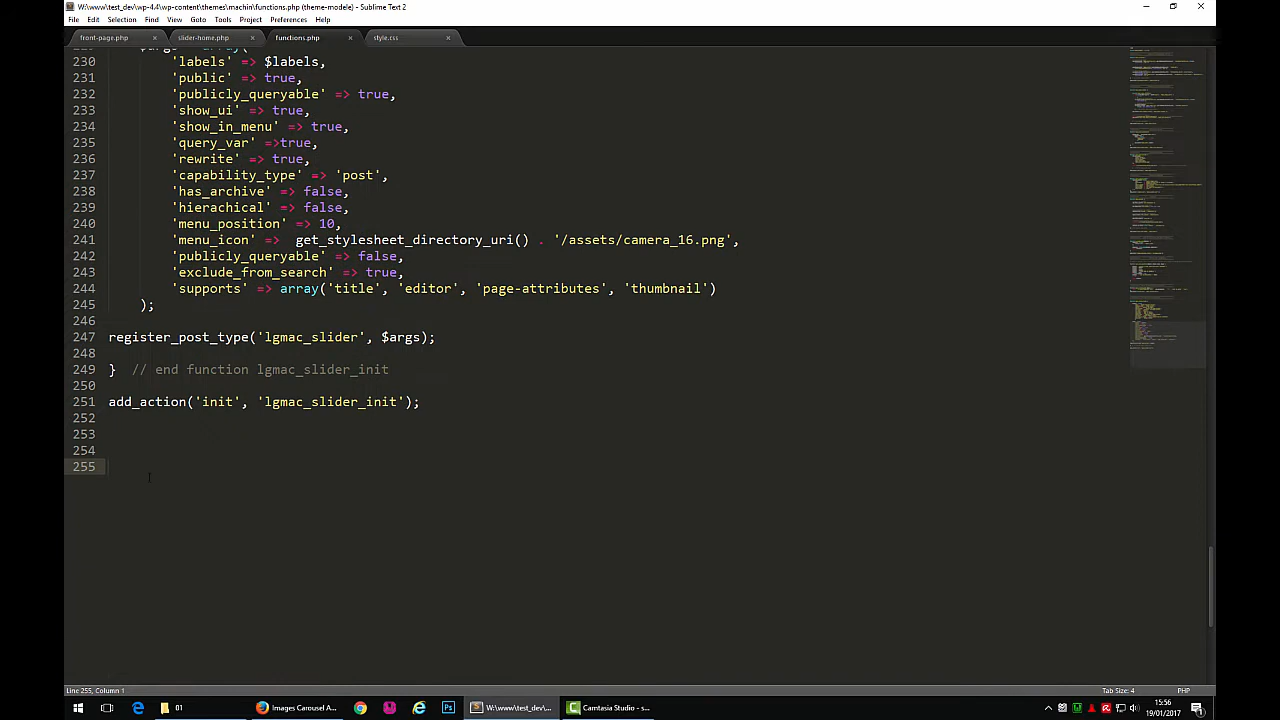 W:\www\test_dev\wp-4.4\wp-content\themes\machin\functions.php (theme-modele) - Sublime Text 2
File Edit Selection Find View Goto Tools Project Preferences Help
front-page.php × slider-home.php × functions.php × style.css ×
230 'labels' => $labels,
231 'public' => true,
232 'publicly_queryable' => true,
233 'show_ui' => true,
234 'show_in_menu' => true,
235 'query_var' =>true,
236 'rewrite' => true,
237 'capability_type' => 'post',
238 'has_archive' => false,
239 'hierachical' => false,
240 'menu_position' => 10,
241 'menu_icon' => get_stylesheet_directory_uri() . '/assets/camera_16.png',
242 'publicly_queryable' => false,
243 'exclude_from_search' => true,
244 'supports' => array('title', 'editor', 'page-attributes', 'thumbnail')
245 );
246
247 register_post_type('lgmac_slider', $args);
248
249 } // end function lgmac_slider_init
250
251 add_action('init', 'lgmac_slider_init');
252
253
254
255
Line 255, Column 1 Tab Size: 4 PHP
01 Images Carousel A... W:\www\test_dev\... Camtasia Studio - s... 15:56
19/01/2017